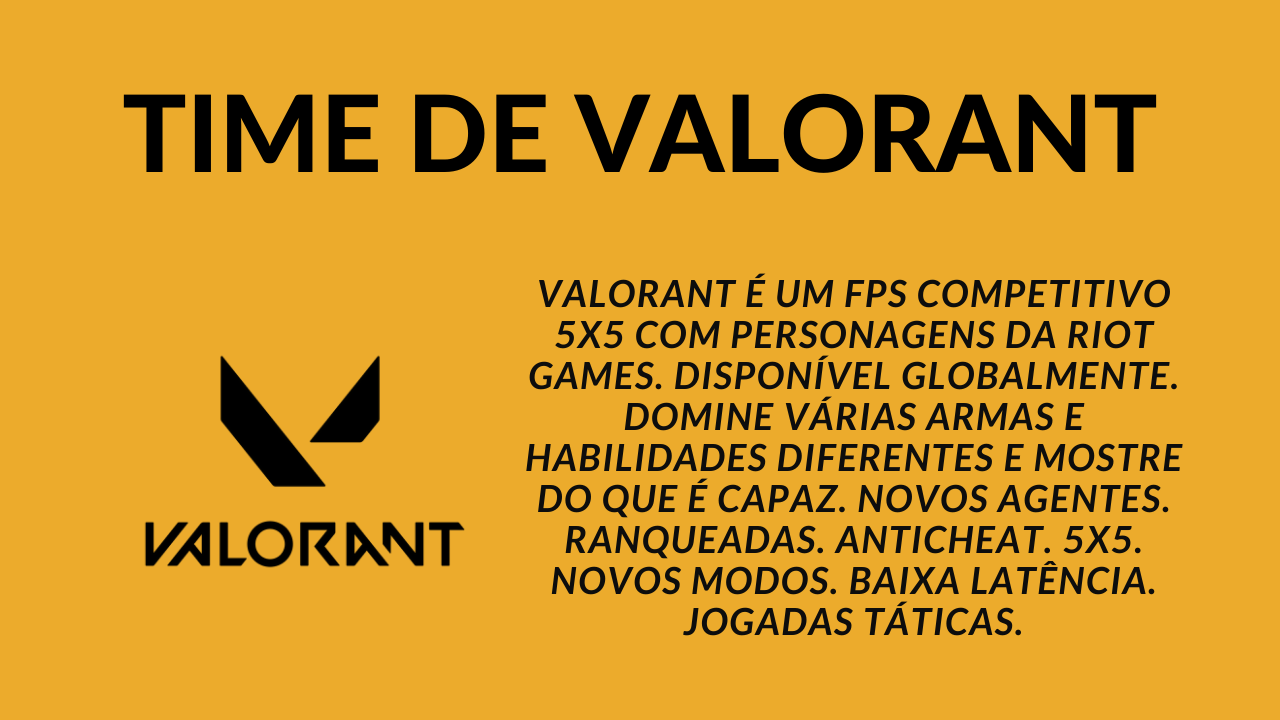 TIME DE VALORANT
VALORANT É UM FPS COMPETITIVO
5X5 COM PERSONAGENS DA RIOT
GAMES. DISPONÍVEL GLOBALMENTE.
DOMINE VÁRIAS ARMAS E
HABILIDADES DIFERENTES E MOSTRE
DO QUE É CAPAZ. NOVOS AGENTES.
RANQUEADAS. ANTICHEAT. 5X5.
NOVOS MODOS. BAIXA LATÊNCIA.
JOGADAS TÁTICAS.
VALORANT